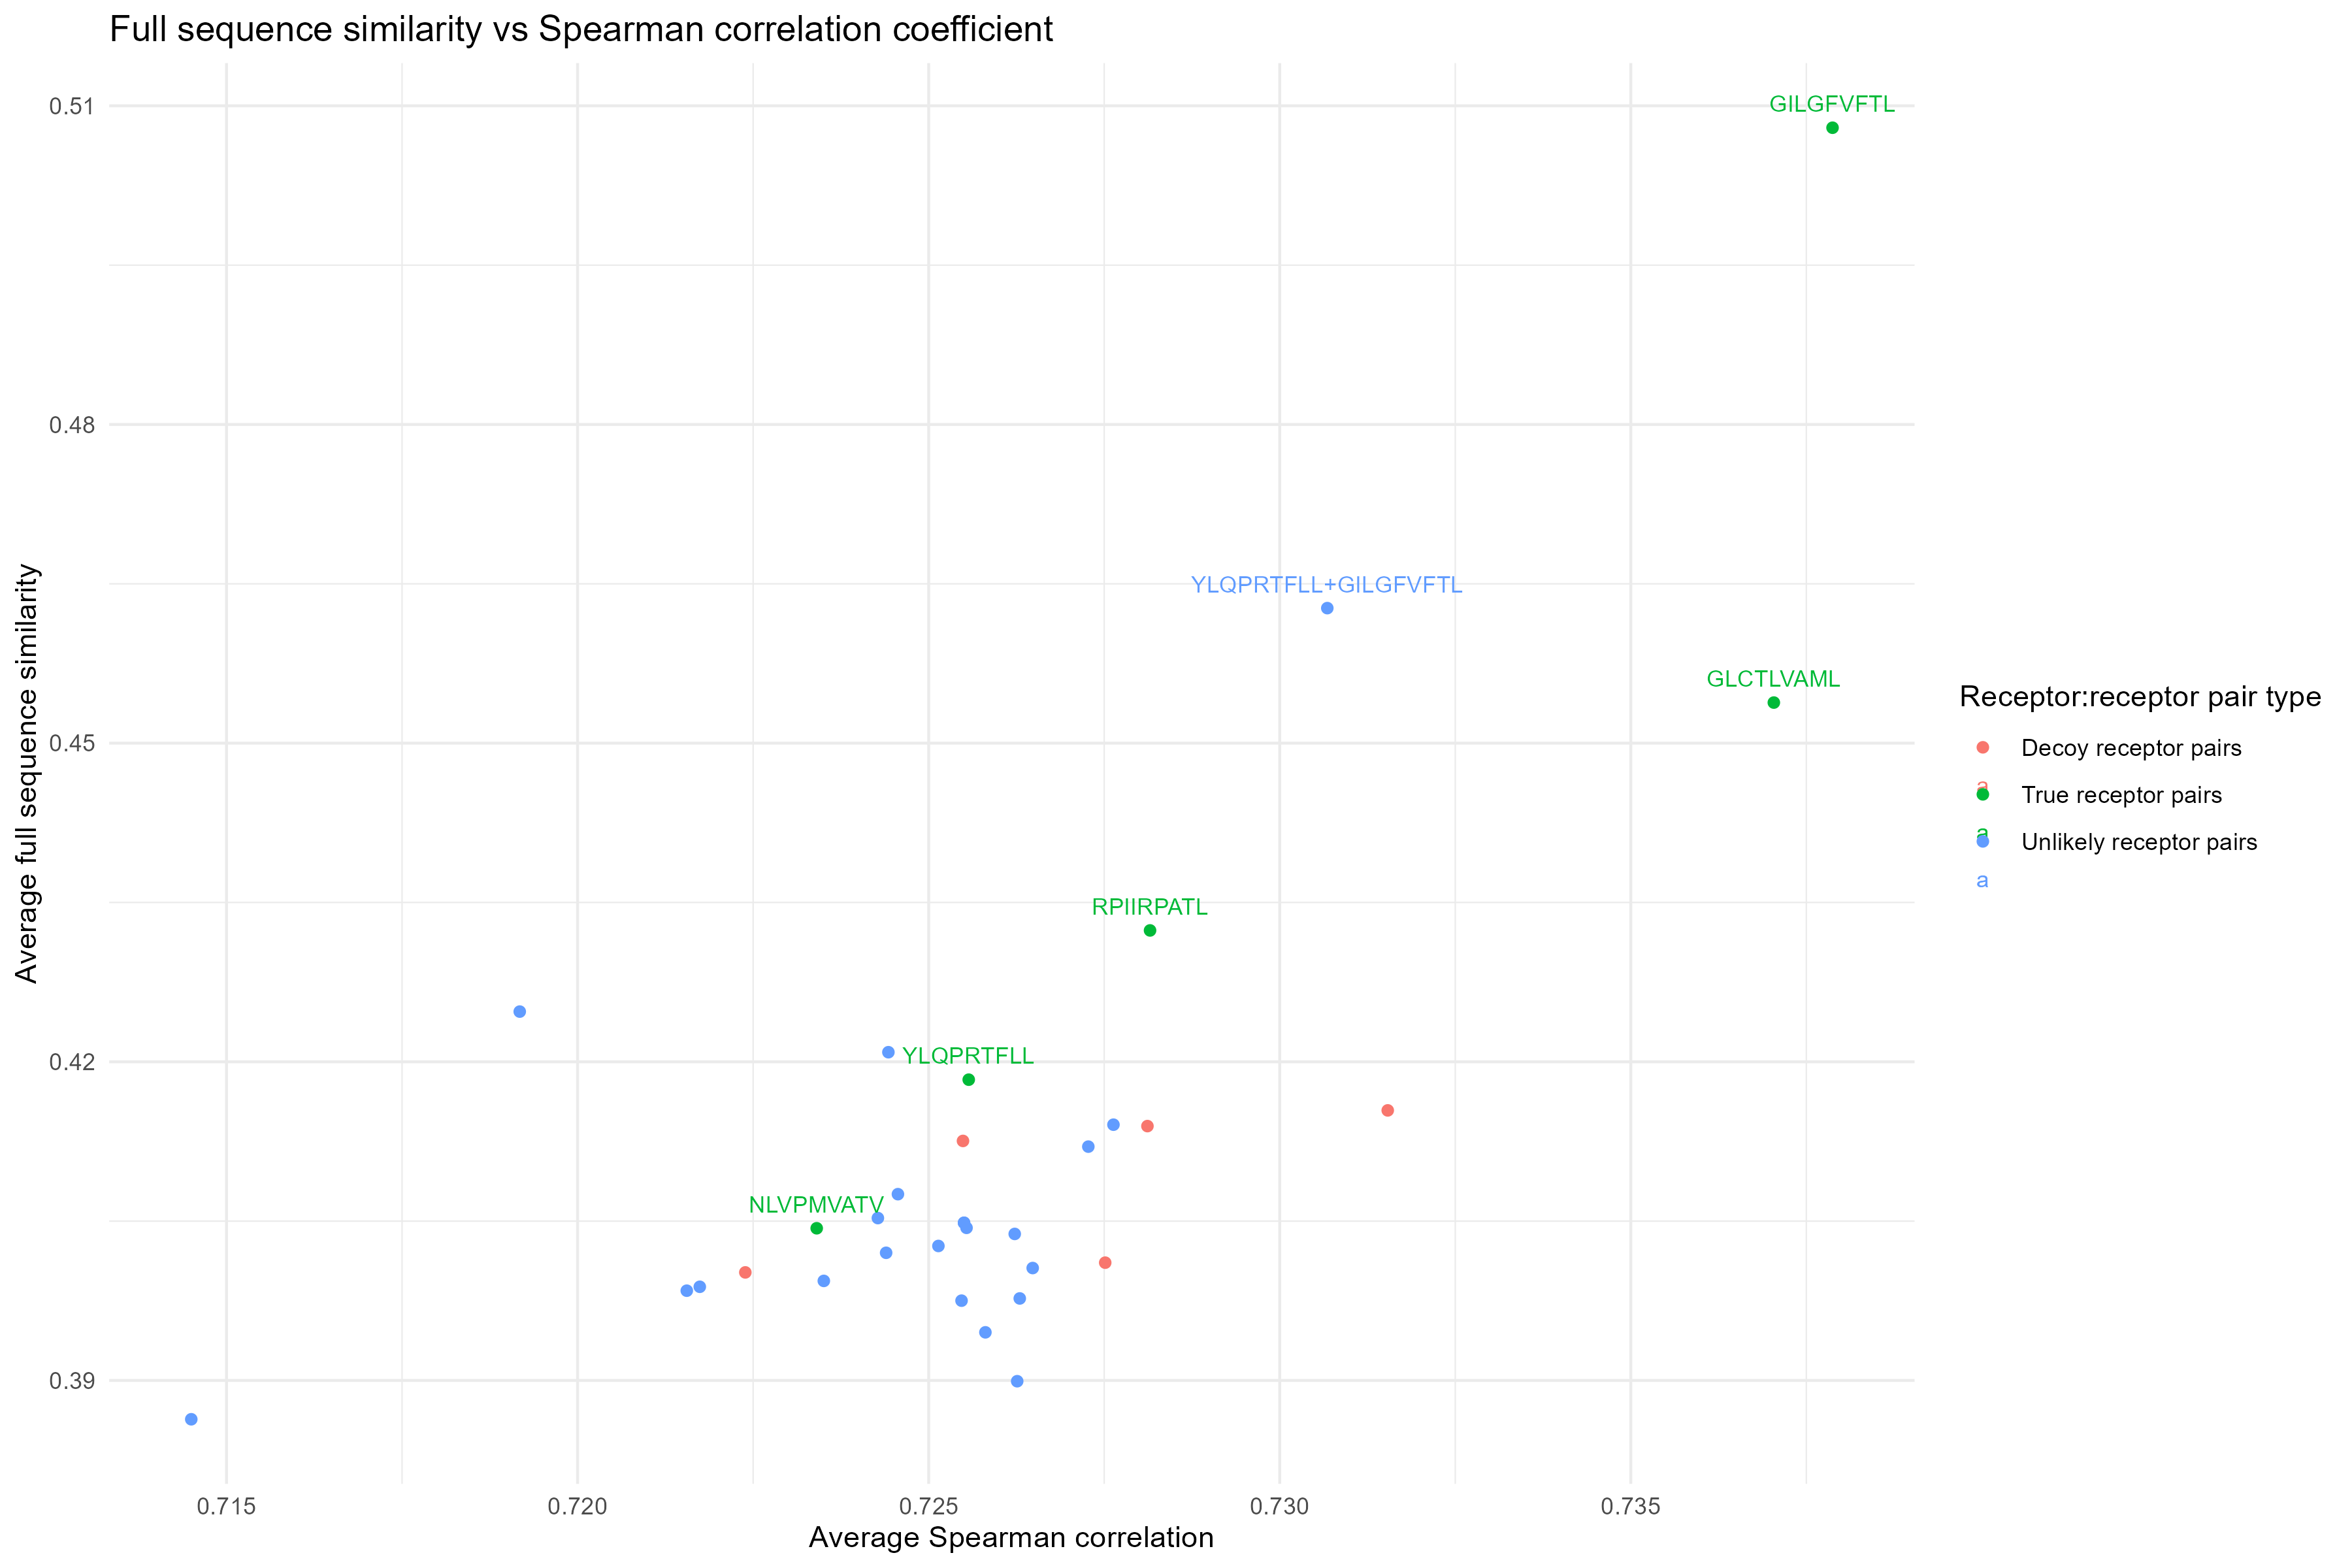 Full sequence similarity vs Spearman correlation coefficient
0.51
0.48
0.45
0.42
0.39
Average full sequence similarity
GILGFVFTL
YLQPRTFLL+GILGFVFTL
GLCTLVAML
RPIIRPATL
YLQPRTFLL
NLVPMVATV
0.715
0.720
0.725
0.730
0.735
Average Spearman correlation
Receptor:receptor pair type
Decoy receptor pairs
a
True receptor pairs
a
Unlikely receptor pairs
a